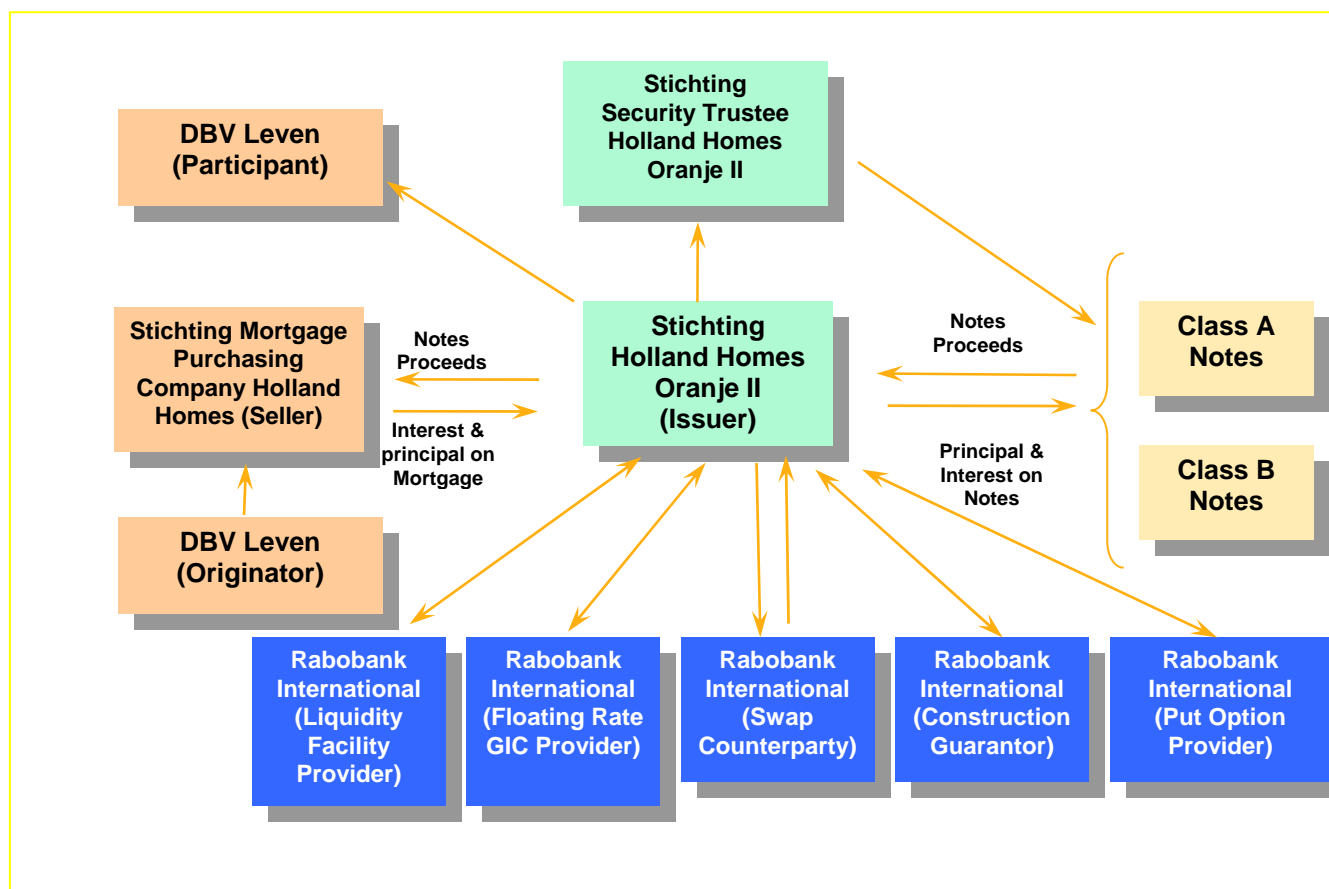 Stichting
Security Trustee
Holland Homes
Oranje II
DBV Leven
(Participant)
Stichting Mortgage
Purchasing
Company Holland
Homes (Seller)
Notes
Proceeds
Interest &
principal on
Mortgage
Stichting
Holland Homes
Oranje II
(Issuer)
Notes
Proceeds
Principal &
Interest on
Notes
Class A
Notes
Class B
Notes
DBV Leven
(Originator)
Rabobank
International
(Liquidity
Facility
Provider)
Rabobank
International
(Floating Rate
GIC Provider)
Rabobank
International
(Swap
Counterparty)
Rabobank
International
(Construction
Guarantor)
Rabobank
International
(Put Option
Provider)